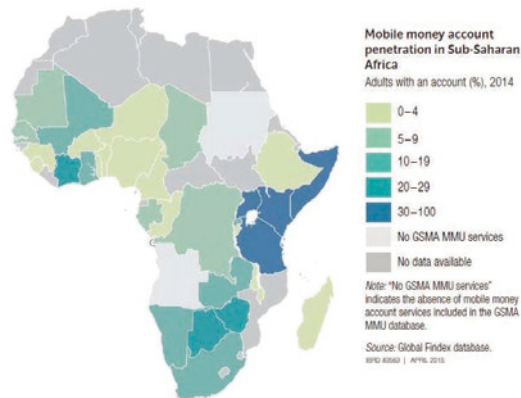 Mobile money account
penetration in Sub-Saharan
Africa
Adults with an account (%), 2014
0–4
5–9
10–19
20–29
30–100
No GSMA MMU services
No data available
Note: "No GSMA MMU services"
indicates the absence of mobile money
account services included in the GSMA
MMU database.
Source: Global Findex database.
APRIL 2015